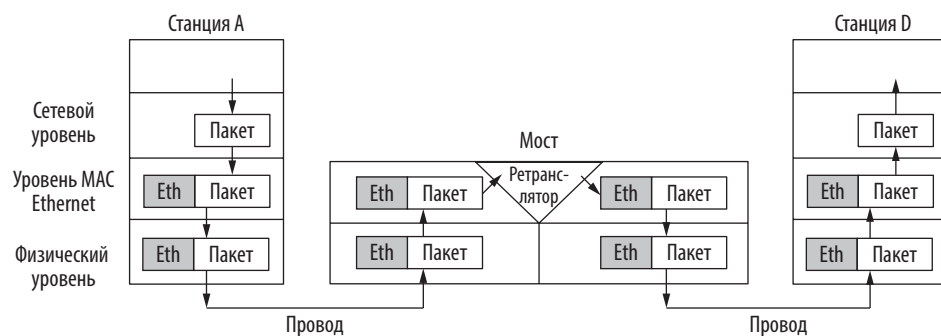 Станция A
Станция D
Сетевой
уровень
Пакет
Пакет
Мост
Уровень MAC
Ethernet
Eth Пакет
Eth Пакет
Ретранс-
лятор
Eth Пакет
Eth Пакет
Физический
уровень
Eth Пакет
Eth Пакет
Eth Пакет
Eth Пакет
Провод
Провод